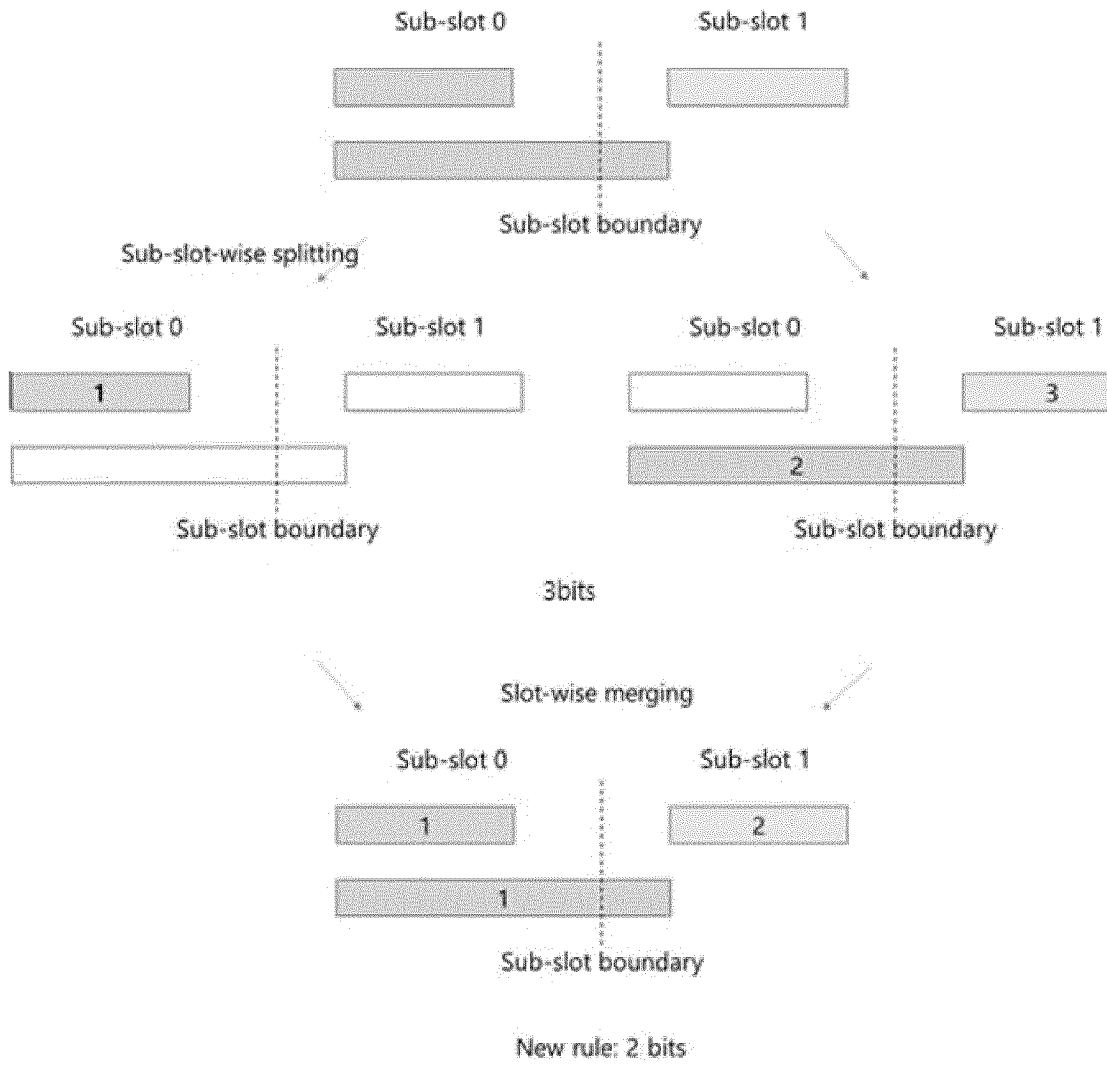 Sub-slot 0 Sub-slot 1
Sub-slot boundary
Sub-slot-wise splitting
Sub-slot 0 Sub-slot 1 Sub-slot 0 Sub-slot 1
1 3
2
Sub-slot boundary Sub-slot boundary
3bits
Slot-wise merging
Sub-slot 0 Sub-slot 1
1 2
1
Sub-slot boundary
New rule: 2 bits